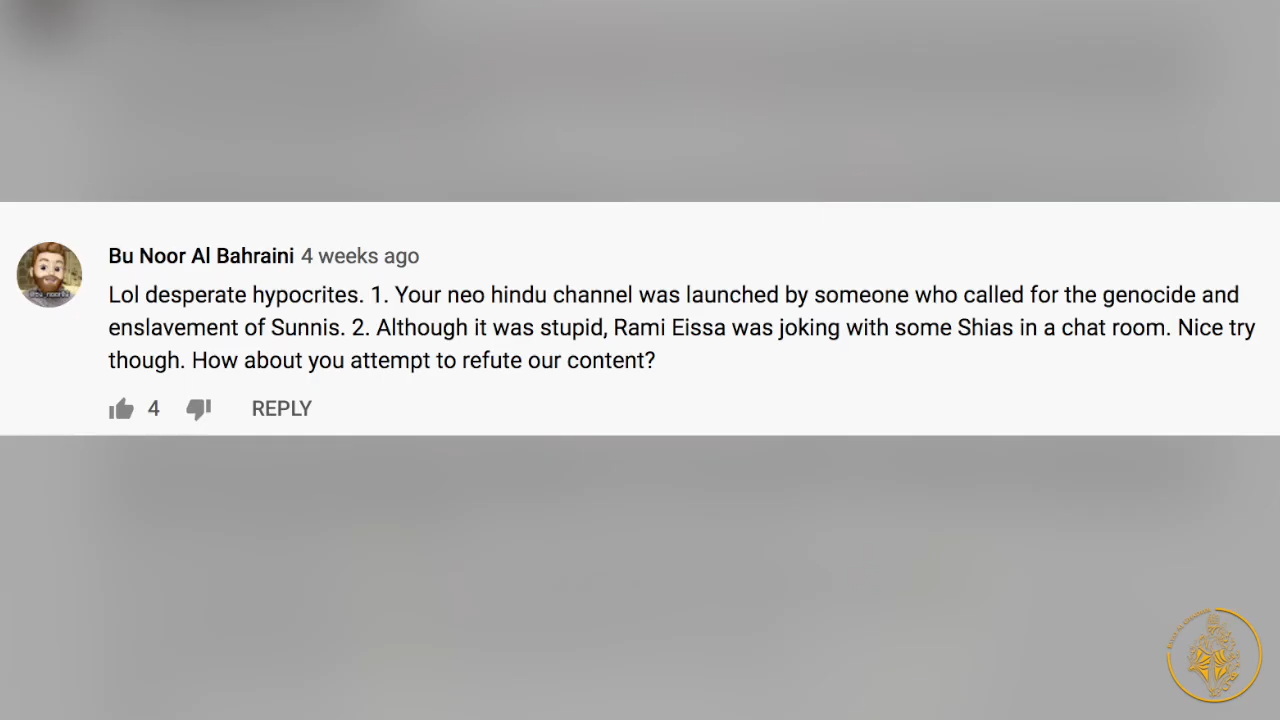 Bu Noor Al Bahraini 4 weeks ago
Lol desperate hypocrites. 1. Your neo hindu channel was launched by someone who called for the genocide and
enslavement of Sunnis. 2. Although it was stupid, Rami Eissa was joking with some Shias in a chat room. Nice try
though. How about you attempt to refute our content?
4 REPLY